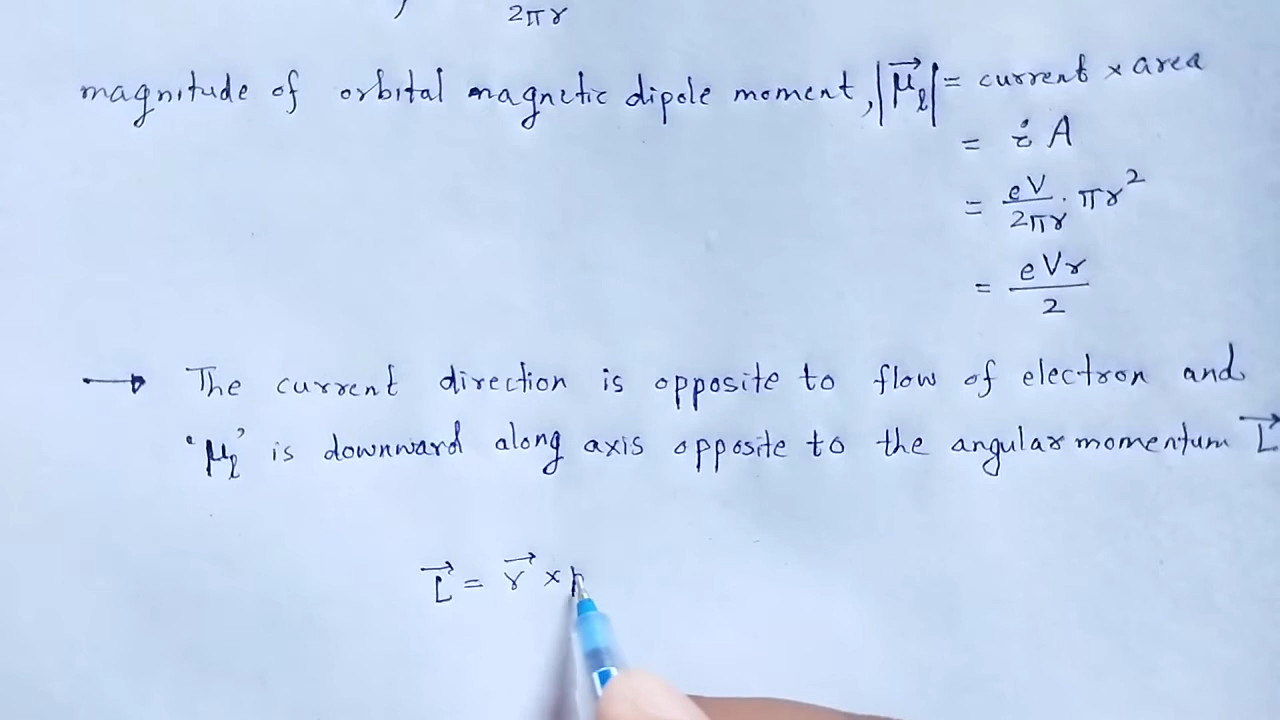 2πr
magnitude of orbital magnetic dipole moment, |μ⃗ₗ| = current × area
= i A
= eV/2πr · πr²
= eVr/2
→ The current direction is opposite to flow of electron and
'μₗ' is downward along axis opposite to the angular momentum L⃗
L⃗ = r⃗ ×